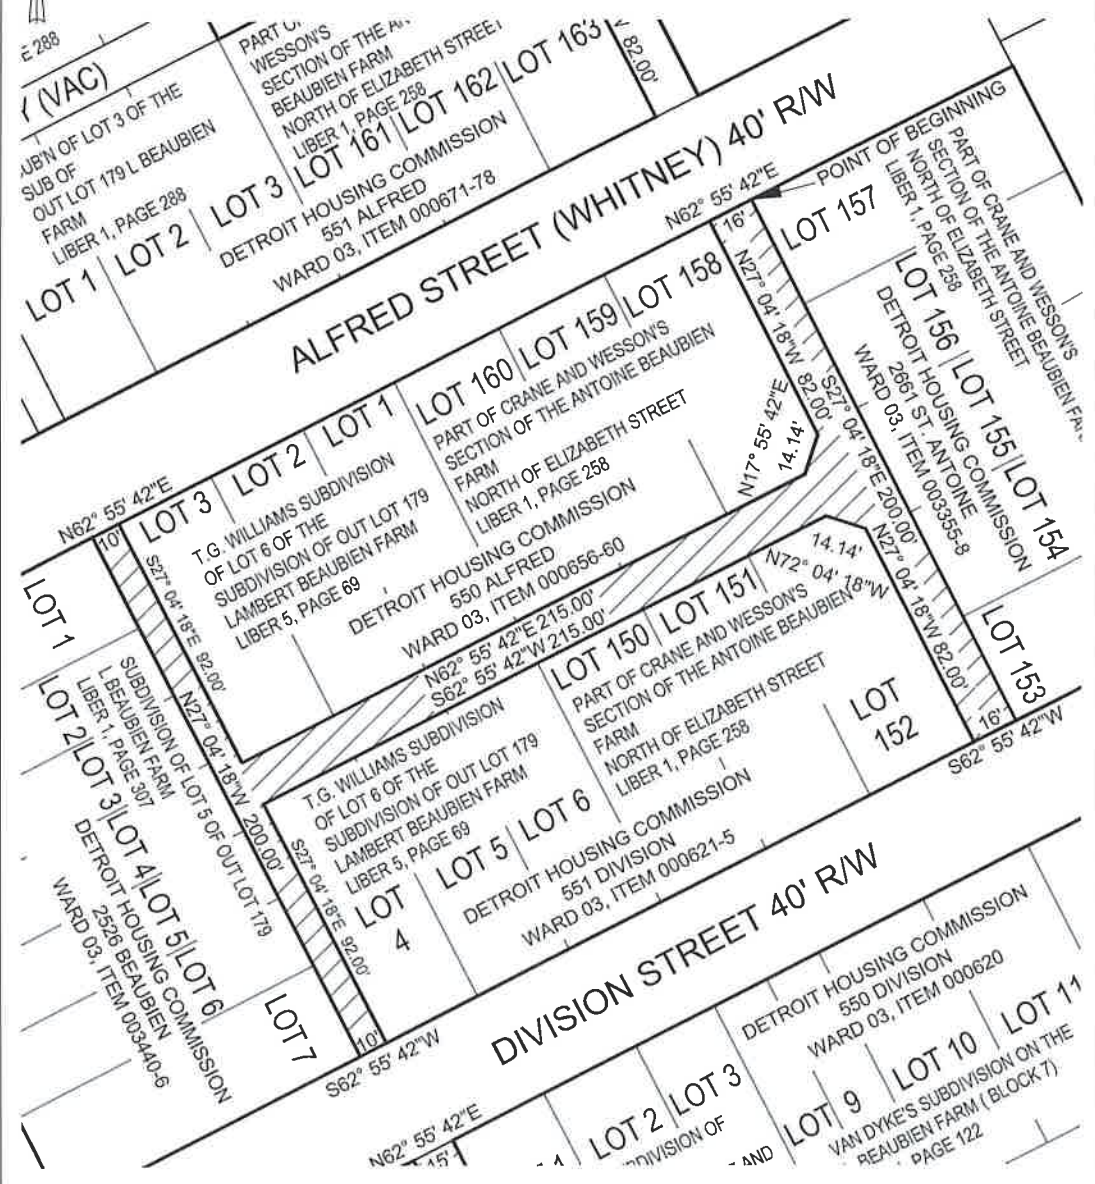 E 288
Y (VAC)
SUB'N OF LOT 3 OF THE
SUB OF
OUT LOT 179 L BEAUBIEN
FARM
LIBER 1, PAGE 288
LOT 1
LOT 2
LOT 3
WESSON'S
SECTION OF THE
BEAUBIEN FARM
NORTH OF ELIZABETH STREET
LIBER 1, PAGE 258
LOT 161
LOT 162
LOT 163
82.00'
DETROIT HOUSING COMMISSION
551 ALFRED
WARD 03, ITEM 000671-78
ALFRED STREET (WHITNEY) 40' R/W
N62° 55' 42"E
POINT OF BEGINNING
16'
LOT 157
PART OF CRANE AND WESSON'S
SECTION OF THE ANTOINE BEAUBIEN
NORTH OF ELIZABETH STREET
LIBER 1, PAGE 258
LOT 156
LOT 155
LOT 154
DETROIT HOUSING COMMISSION
2661 ST. ANTOINE
WARD 03, ITEM 003355-8
LOT 153
N62° 55' 42"E
10'
LOT 3
LOT 2
LOT 1
LOT 160
LOT 159
LOT 158
T.G. WILLIAMS SUBDIVISION
OF LOT 6 OF THE
SUBDIVISION OF OUT LOT 179
LAMBERT BEAUBIEN FARM
LIBER 5, PAGE 69
PART OF CRANE AND WESSON'S
SECTION OF THE ANTOINE BEAUBIEN
FARM
NORTH OF ELIZABETH STREET
LIBER 1, PAGE 258
DETROIT HOUSING COMMISSION
550 ALFRED
WARD 03, ITEM 000656-60
N27° 04' 18"W 82.00'
S27° 04' 18"E 200.00'
N17° 55' 42"E
14.14'
S27° 04' 18"E 92.00'
N62° 55' 42"E 215.00'
S62° 55' 42"W 215.00'
14.14'
N72° 04' 18"W
N27° 04' 18"W 82.00'
16'
S62° 55' 42"W
LOT 1
LOT 2
LOT 3
LOT 4
LOT 5
LOT 6
LOT 7
SUBDIVISION OF LOT 5 OF OUT LOT 179
L BEAUBIEN FARM
LIBER 1, PAGE 307
DETROIT HOUSING COMMISSION
2526 BEAUBIEN
WARD 03, ITEM 003440-6
N27° 04' 18"W 200.00'
S27° 04' 18"E 92.00'
10'
S62° 55' 42"W
T.G. WILLIAMS SUBDIVISION
OF LOT 6 OF THE
SUBDIVISION OF OUT LOT 179
LAMBERT BEAUBIEN FARM
LIBER 5, PAGE 69
LOT
4
LOT 5
LOT 6
LOT 150
LOT 151
PART OF CRANE AND WESSON'S
SECTION OF THE ANTOINE BEAUBIEN
FARM
NORTH OF ELIZABETH STREET
LIBER 1, PAGE 258
LOT
152
DETROIT HOUSING COMMISSION
551 DIVISION
WARD 03, ITEM 000621-5
DIVISION STREET 40' R/W
N62° 55' 42"E
15'
LOT 2
LOT 3
DIVISION OF
AND
DETROIT HOUSING COMMISSION
550 DIVISION
WARD 03, ITEM 000620
LOT 9
LOT 10
LOT 11
VAN DYKE'S SUBDIVISION ON THE
BEAUBIEN FARM ( BLOCK 7)
PAGE 122